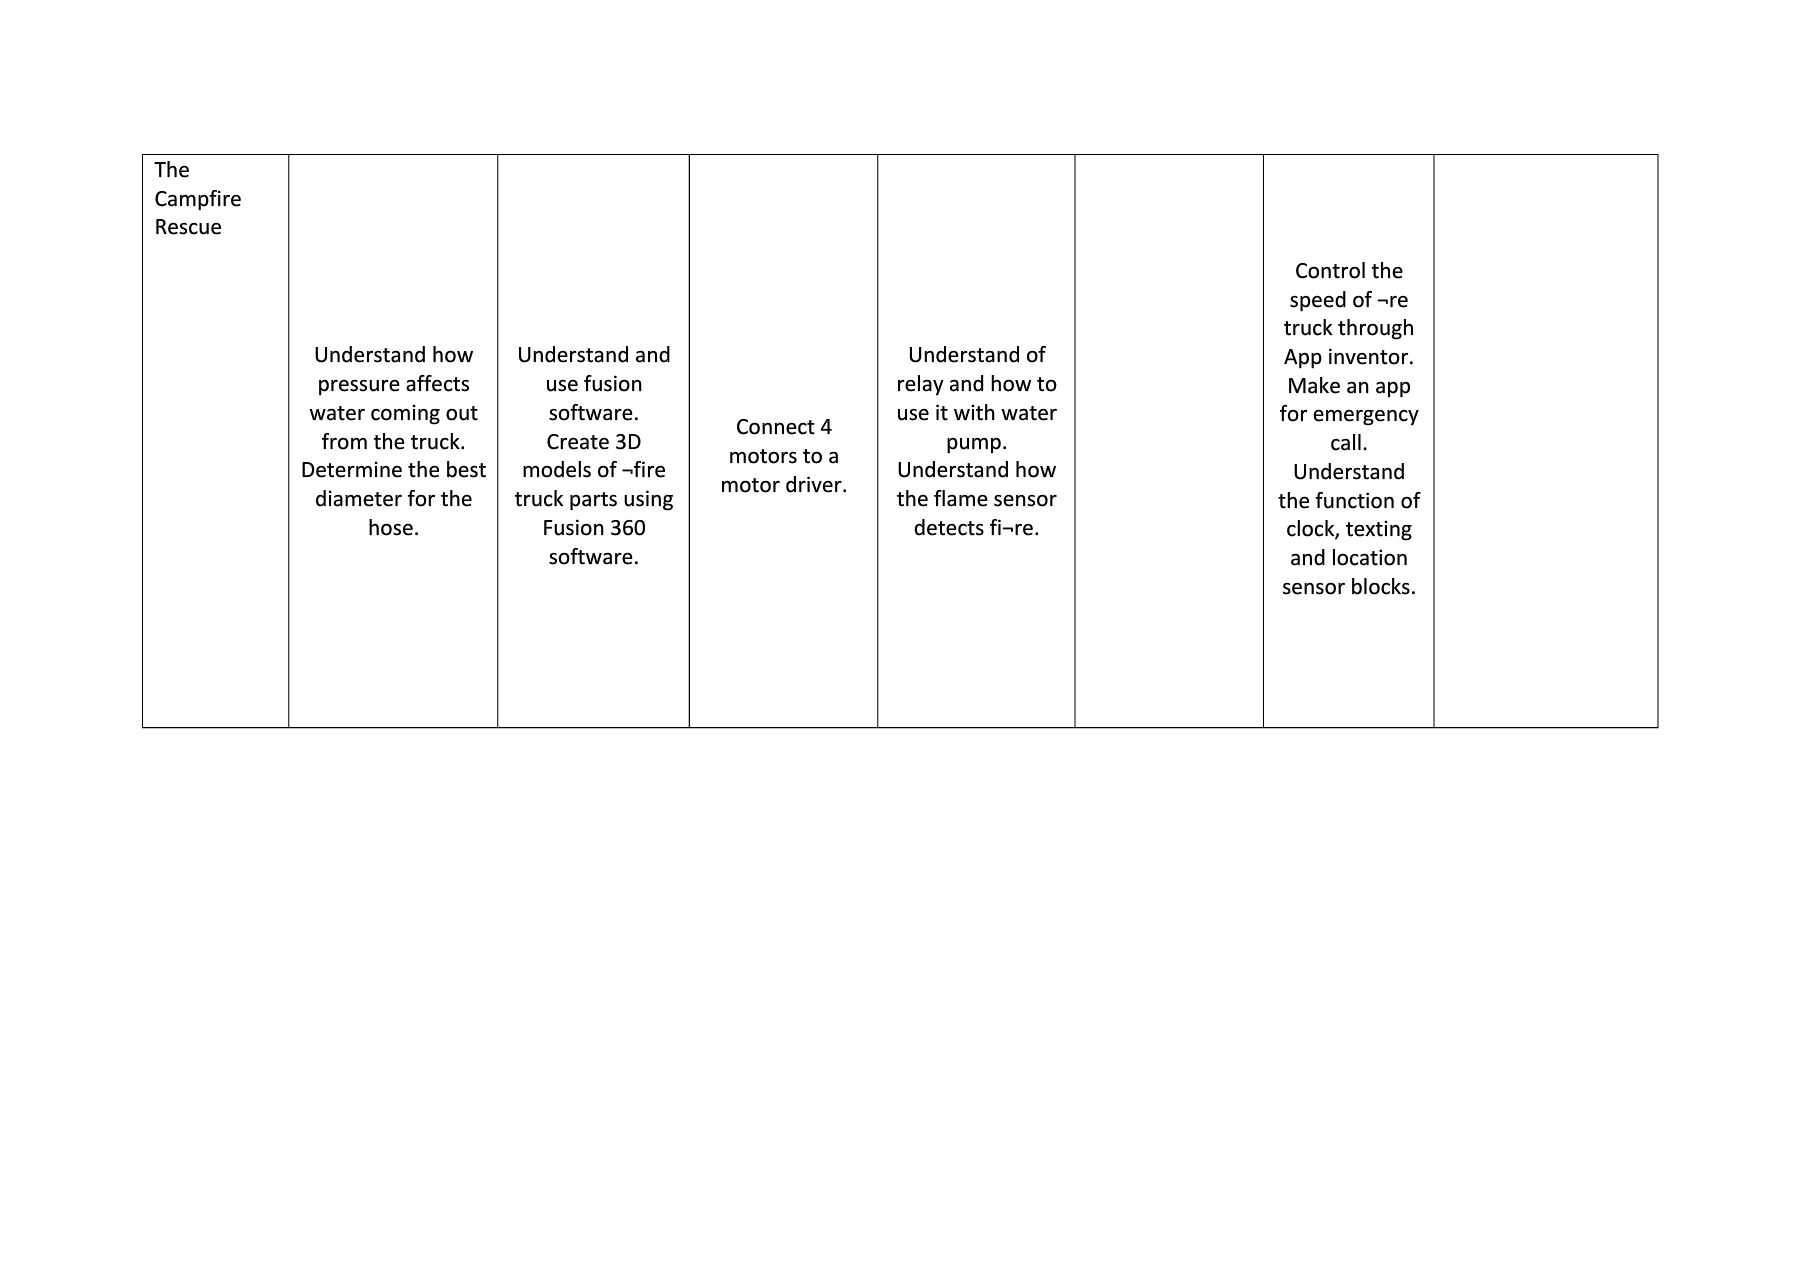 The
Campfire
Rescue
Understand how
pressure affects
water coming out
from the truck.
Determine the best
diameter for the
hose.
Understand and
use fusion
software.
Create 3D
models of ¬fire
truck parts using
Fusion 360
software.
Connect 4
motors to a
motor driver.
Understand of
relay and how to
use it with water
pump.
Understand how
the flame sensor
detects fi¬re.
Control the
speed of ¬re
truck through
App inventor.
Make an app
for emergency
call.
Understand
the function of
clock, texting
and location
sensor blocks.